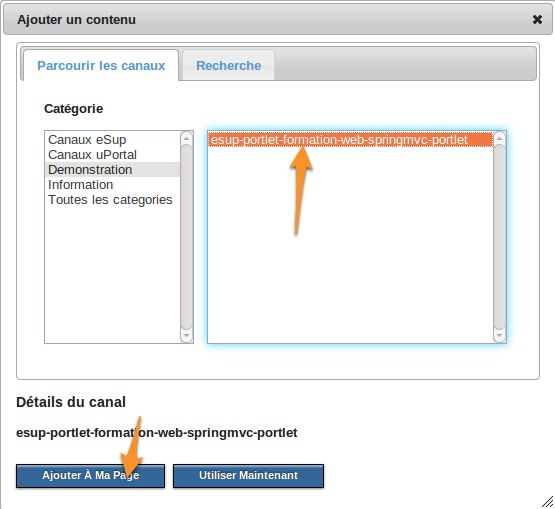 Ajouter un contenu
Parcourir les canaux
Recherche
Catégorie
Canaux eSup
Canaux uPortal
Demonstration
Information
Toutes les categories
esup-portlet-formation-web-springmvc-portlet
Détails du canal
esup-portlet-formation-web-springmvc-portlet
Ajouter À Ma Page
Utiliser Maintenant